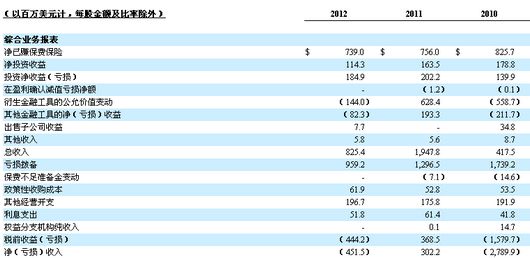 （以百万美元计，每股金额及比率除外） 2012 2011 2010
综合业务报表
净已赚保费保险 $ 739.0 $ 756.0 $ 825.7
净投资收益 114.3 163.5 178.8
投资净收益（亏损） 184.9 202.2 139.9
在盈利确认减值亏损净额 - (1.2) (0.1)
衍生金融工具的公允价值变动 (144.0) 628.4 (558.7)
其他金融工具的净（亏损）收益 (82.3) 193.3 (211.7)
出售子公司收益 7.7 - 34.8
其他收入 5.8 5.6 8.7
总收入 825.4 1,947.8 417.5
亏损拨备 959.2 1,296.5 1,739.2
保费不足准备金变动 - (7.1) (14.6)
政策性收购成本 61.9 52.8 53.5
其他经营开支 196.7 175.8 191.9
利息支出 51.8 61.4 41.8
权益分支机构纯收入 - 0.1 14.7
税前收益（亏损） (444.2) 368.5 (1,579.7)
净（亏损）收入 (451.5) 302.2 (2,789.9)